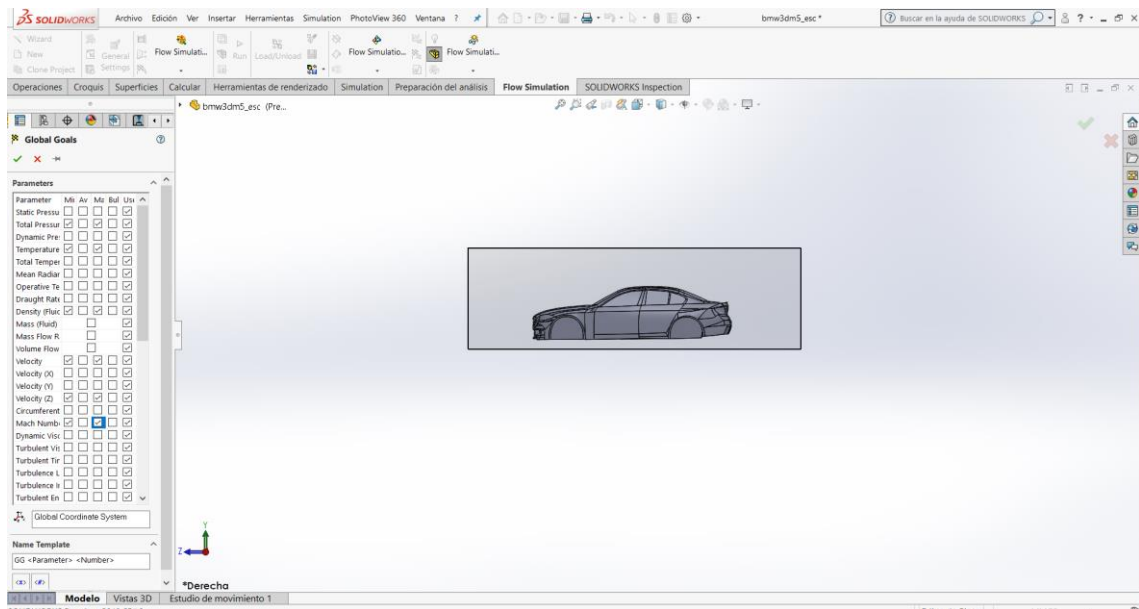 SOLIDWORKS Archivo Edición Ver Insertar Herramientas Simulation PhotoView 360 Ventana ? bmw3dm5_esc * Buscar en la ayuda de SOLIDWORKS
Wizard
New
Clone Project
General
Settings
Flow Simulati...
Run
Load/Unload
Flow Simulatio...
Flow Simulati...
Operaciones Croquis Superficies Calcular Herramientas de renderizado Simulation Preparación del análisis Flow Simulation SOLIDWORKS Inspection
bmw3dm5_esc (Pre...
Global Goals
Parameters
Parameter Mi Av Ma Bul Use
Static Pressu
Total Pressur
Dynamic Pre
Temperature
Total Temper
Mean Radiar
Operative Te
Draught Rate
Density (Fluic
Mass (Fluid)
Mass Flow R
Volume Flow
Velocity
Velocity (X)
Velocity (Y)
Velocity (Z)
Circumferent
Mach Numb
Dynamic Visc
Turbulent Vis
Turbulent Tir
Turbulence L
Turbulence Ir
Turbulent En
Global Coordinate System
Name Template
GG <Parameter> <Number>
Y
Z
*Derecha
Modelo Vistas 3D Estudio de movimiento 1